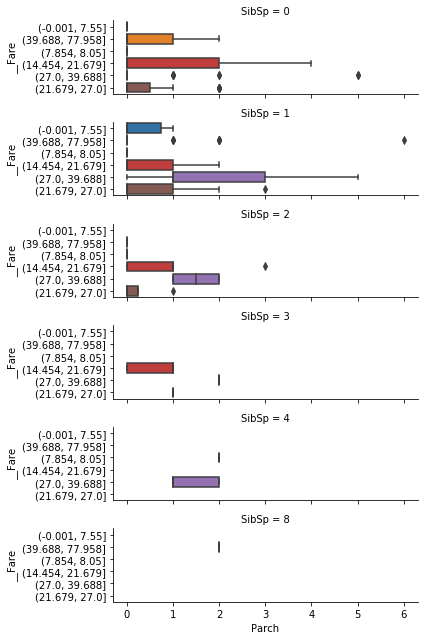 SibSp = 0
(-0.001, 7.55]
(39.688, 77.958]
(7.854, 8.05]
(14.454, 21.679]
(27.0, 39.688]
(21.679, 27.0]
_Fare
SibSp = 1
(-0.001, 7.55]
(39.688, 77.958]
(7.854, 8.05]
(14.454, 21.679]
(27.0, 39.688]
(21.679, 27.0]
_Fare
SibSp = 2
(-0.001, 7.55]
(39.688, 77.958]
(7.854, 8.05]
(14.454, 21.679]
(27.0, 39.688]
(21.679, 27.0]
_Fare
SibSp = 3
(-0.001, 7.55]
(39.688, 77.958]
(7.854, 8.05]
(14.454, 21.679]
(27.0, 39.688]
(21.679, 27.0]
_Fare
SibSp = 4
(-0.001, 7.55]
(39.688, 77.958]
(7.854, 8.05]
(14.454, 21.679]
(27.0, 39.688]
(21.679, 27.0]
_Fare
SibSp = 8
(-0.001, 7.55]
(39.688, 77.958]
(7.854, 8.05]
(14.454, 21.679]
(27.0, 39.688]
(21.679, 27.0]
_Fare
0 1 2 3 4 5 6
Parch